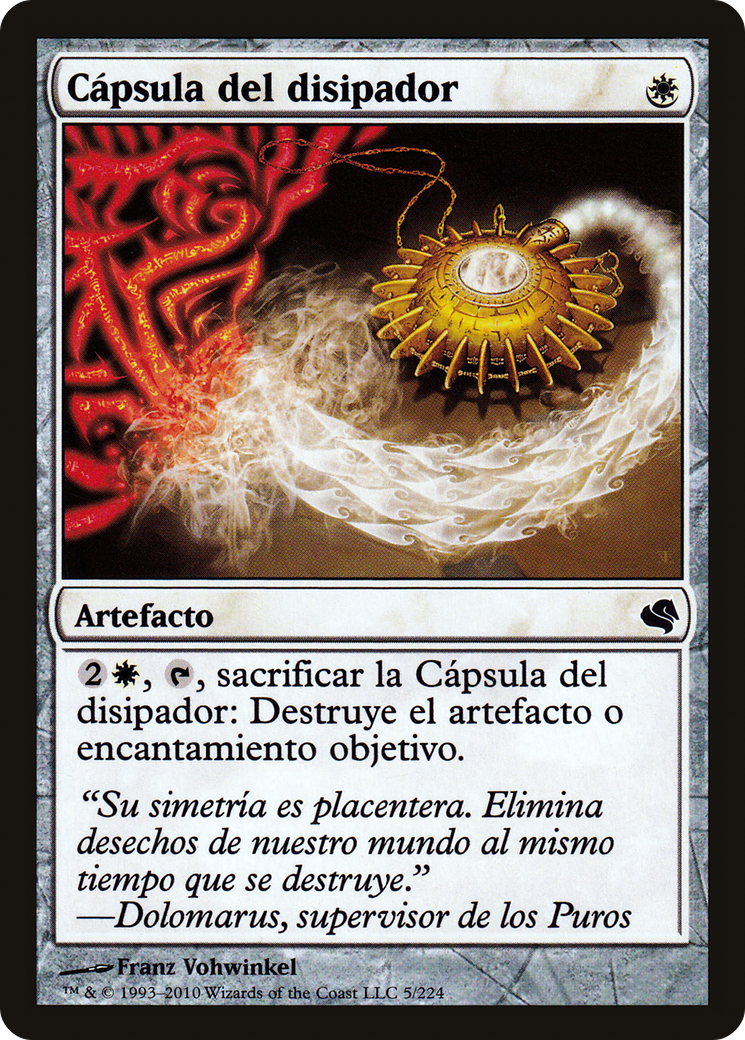 Cápsula del disipador
Artefacto
2, , sacrificar la Cápsula del
disipador: Destruye el artefacto o
encantamiento objetivo.
“Su simetría es placentera. Elimina
desechos de nuestro mundo al mismo
tiempo que se destruye.”
—Dolomarus, supervisor de los Puros
Franz Vohwinkel
™ & © 1993–2010 Wizards of the Coast LLC 5/224